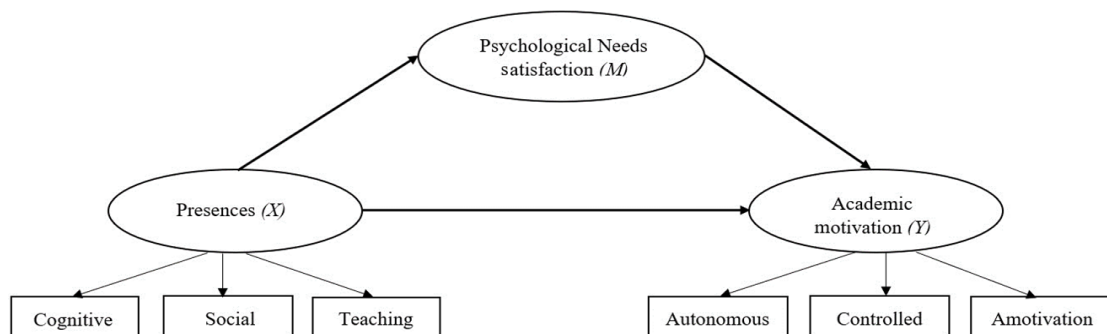 Psychological Needs
satisfaction (M)
Presences (X)
Academic
motivation (Y)
Cognitive
Social
Teaching
Autonomous
Controlled
Amotivation